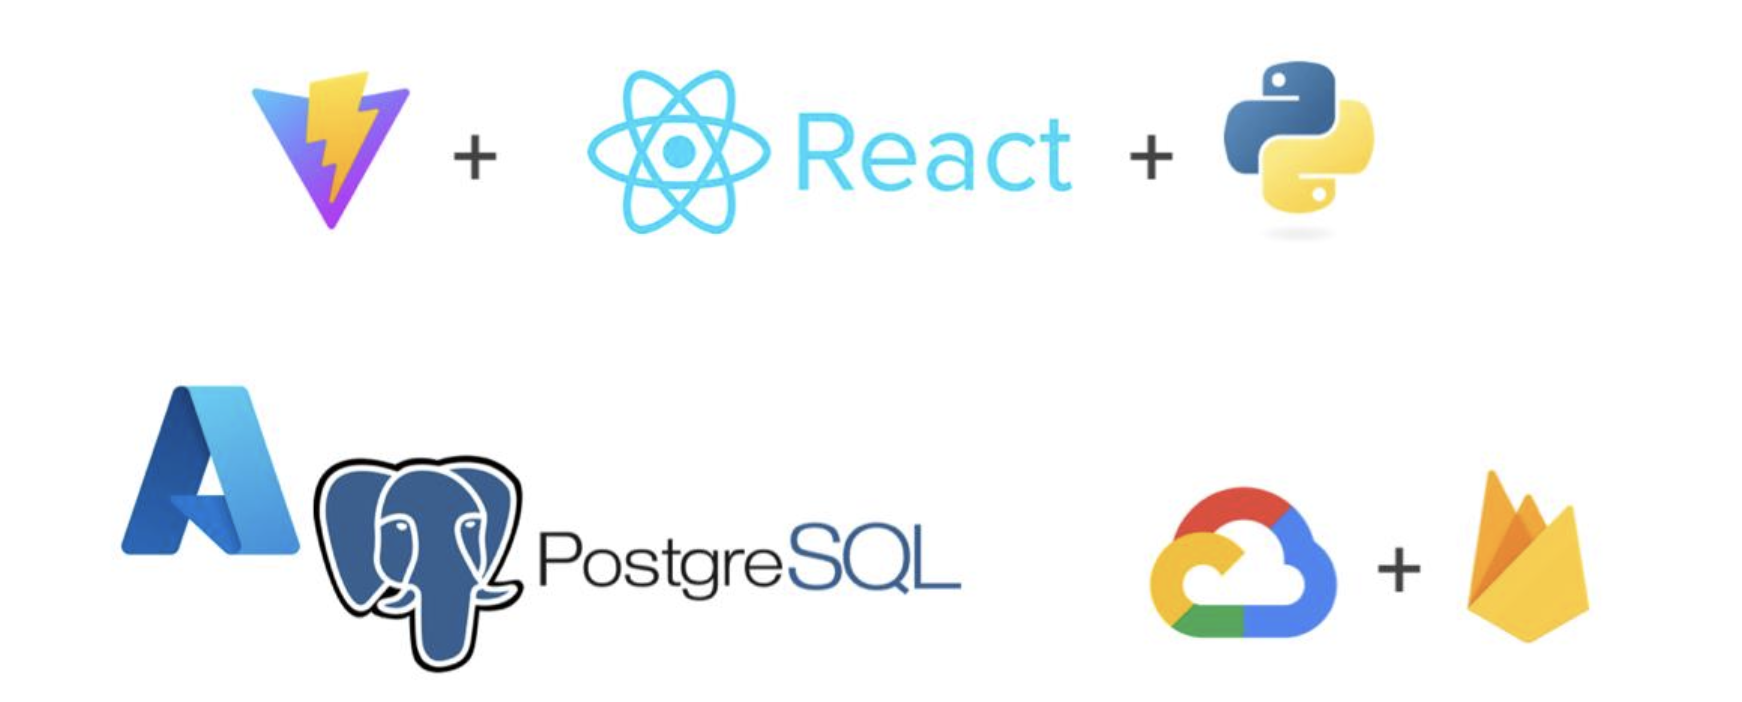 + React +
PostgreSQL
+